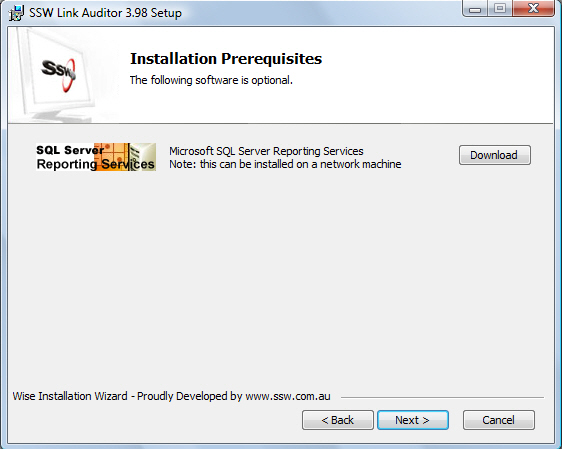 SSW Link Auditor 3.98 Setup
SSW
Installation Prerequisites
The following software is optional.
SQL Server
Reporting Services
Microsoft SQL Server Reporting Services
Note: this can be installed on a network machine
Download
Wise Installation Wizard - Proudly Developed by www.ssw.com.au
< Back
Next >
Cancel